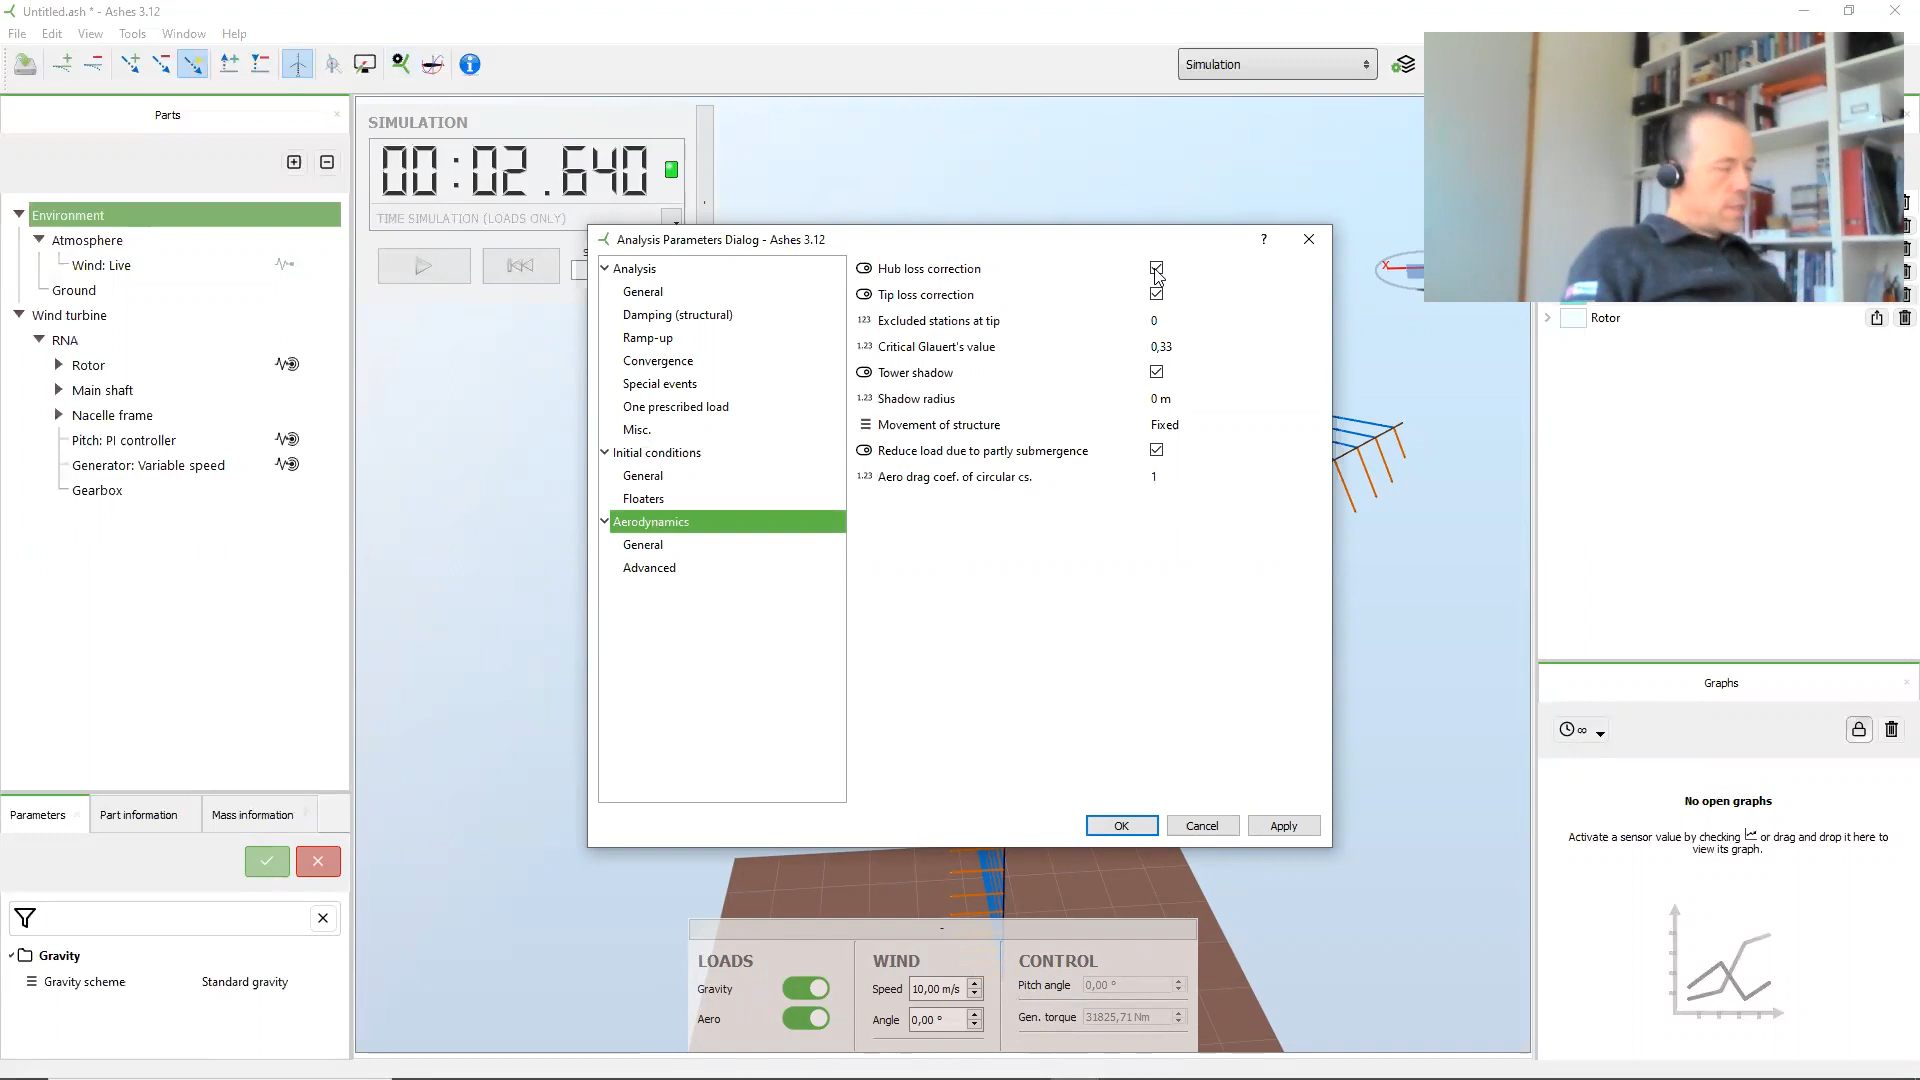 Untitled.ash * - Ashes 3.12
File Edit View Tools Window Help
Simulation
Parts
Environment
Atmosphere
Wind: Live
Ground
Wind turbine
RNA
Rotor
Main shaft
Nacelle frame
Pitch: PI controller
Generator: Variable speed
Gearbox
Parameters
Part information
Mass information
Gravity
Gravity scheme Standard gravity
SIMULATION
00:02.640
TIME SIMULATION (LOADS ONLY)
Analysis Parameters Dialog - Ashes 3.12
?
Analysis
General
Damping (structural)
Ramp-up
Convergence
Special events
One prescribed load
Misc.
Initial conditions
General
Floaters
Aerodynamics
General
Advanced
Hub loss correction
Tip loss correction
123 Excluded stations at tip 0
1.23 Critical Glauert's value 0,33
Tower shadow
1.23 Shadow radius 0 m
Movement of structure Fixed
Reduce load due to partly submergence
1.23 Aero drag coef. of circular cs. 1
OK Cancel Apply
LOADS
Gravity
Aero
WIND
Speed 10,00 m/s
Angle 0,00 °
CONTROL
Pitch angle 0,00 °
Gen. torque 31825,71 Nm
X
Rotor
Graphs
∞
No open graphs
Activate a sensor value by checking or drag and drop it here to
view its graph.